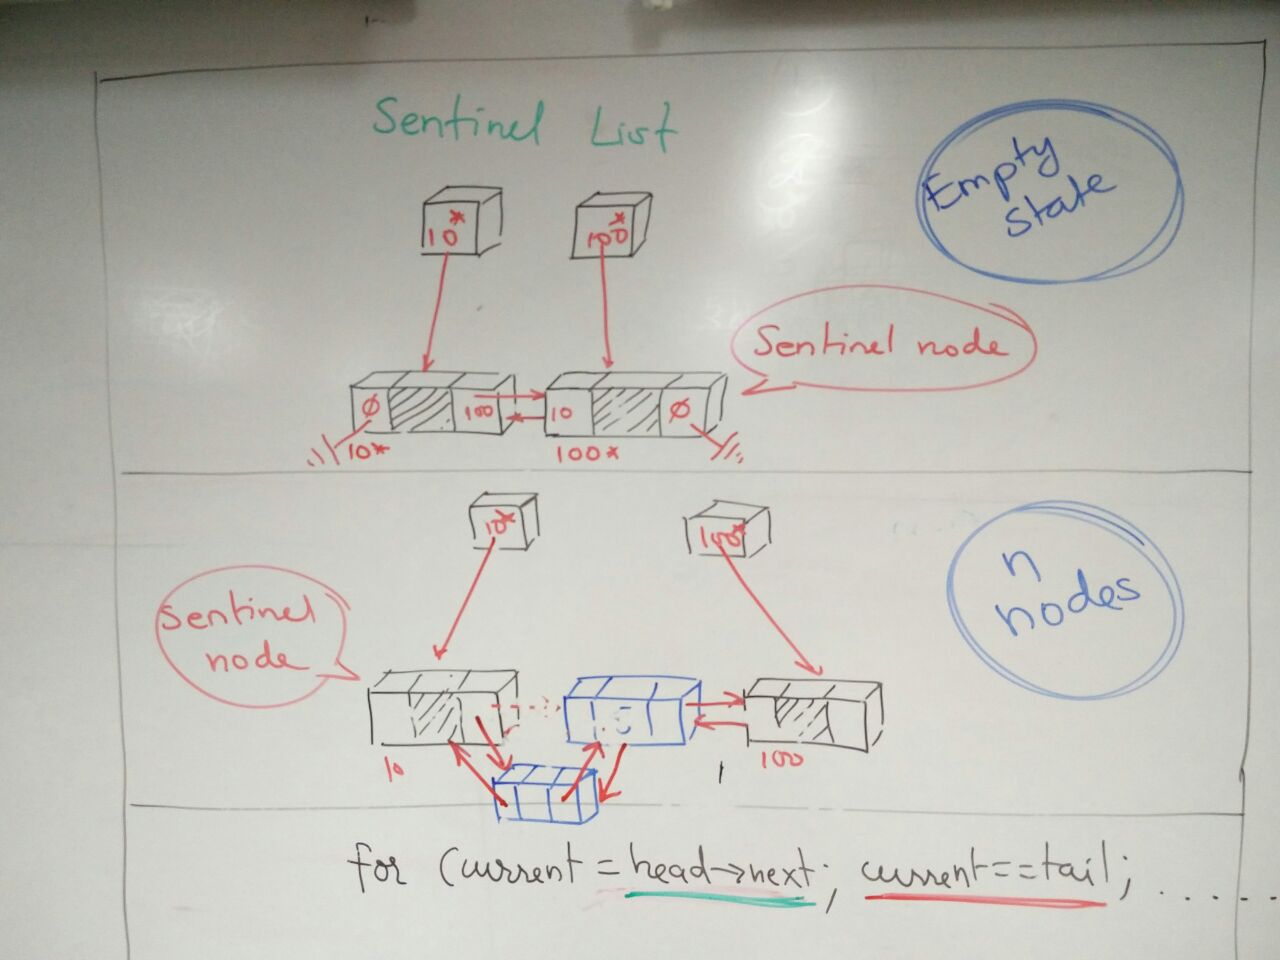 Sentinel List
Empty
state
10*
100*
Sentinel node
Ø
100
10
Ø
10*
100*
10*
100*
n
nodes
Sentinel
node
10
100
for (current = head->next; current==tail; .....